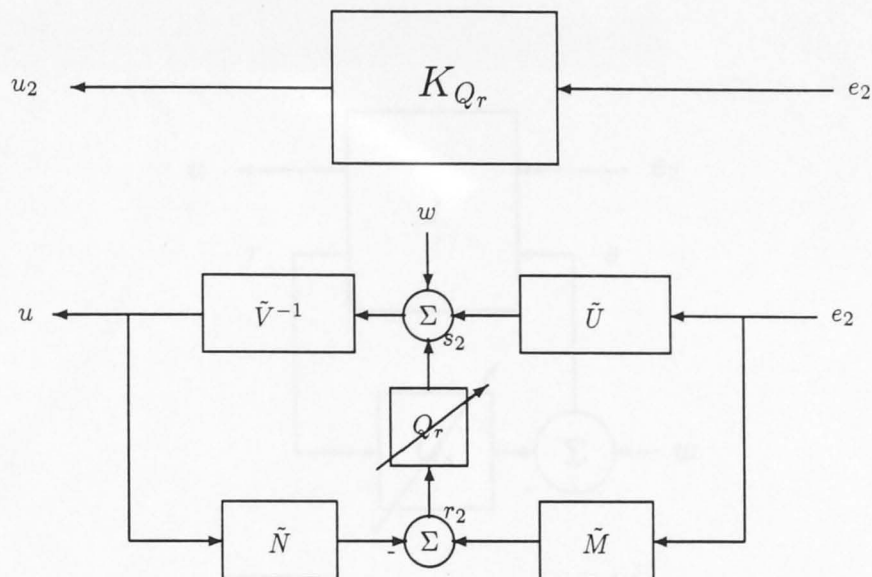 u₂ K_{Q_r} e₂
w
u Ṽ⁻¹ Σ Ũ e₂
s₂
Q_r
r₂
Ñ - Σ M̃